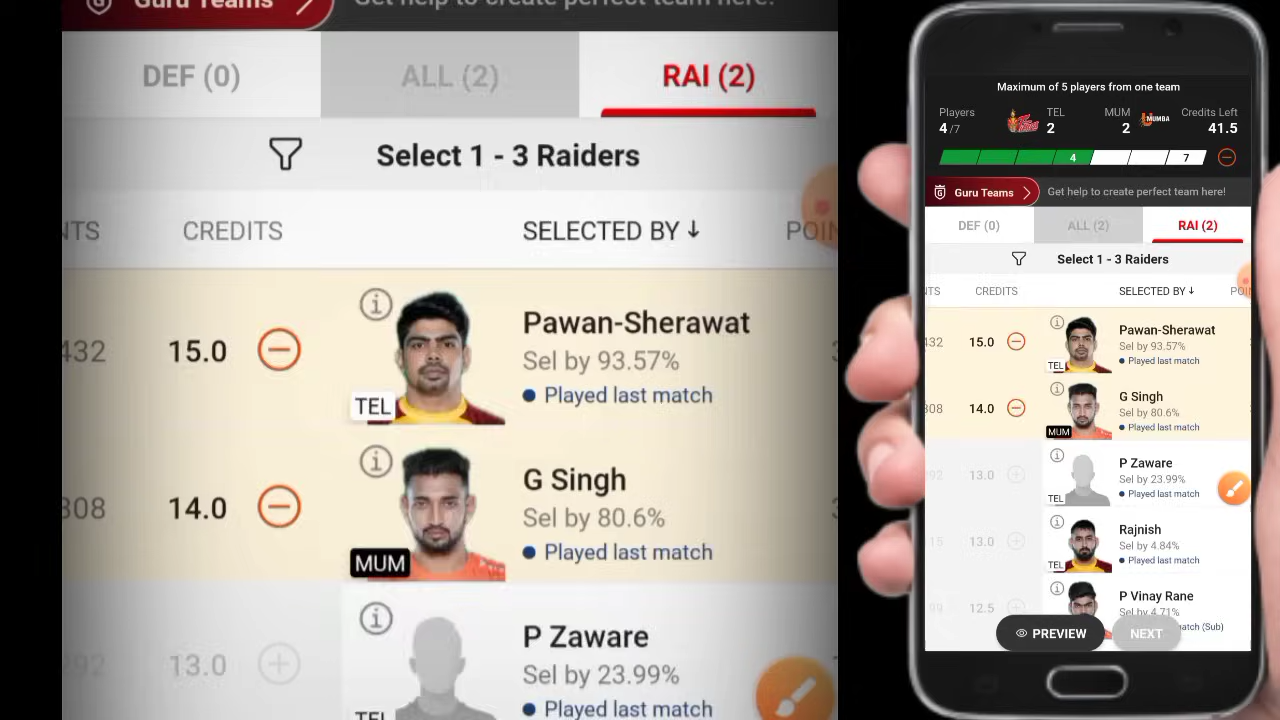 Guru Teams
Get help to create perfect team here!
DEF (0)
ALL (2)
RAI (2)
Select 1 - 3 Raiders
CREDITS
SELECTED BY ↓
432
15.0
TEL
Pawan-Sherawat
Sel by 93.57%
Played last match
308
14.0
MUM
G Singh
Sel by 80.6%
Played last match
292
13.0
TEL
P Zaware
Sel by 23.99%
Played last match
Maximum of 5 players from one team
Players
TEL
MUM
Credits Left
4/7
2
2
41.5
MUMBA
4
7
Guru Teams
Get help to create perfect team here!
DEF (0)
ALL (2)
RAI (2)
Select 1 - 3 Raiders
CREDITS
SELECTED BY ↓
432
15.0
TEL
Pawan-Sherawat
Sel by 93.57%
Played last match
308
14.0
MUM
G Singh
Sel by 80.6%
Played last match
292
13.0
TEL
P Zaware
Sel by 23.99%
Played last match
13.0
TEL
Rajnish
Sel by 4.84%
Played last match
12.5
P Vinay Rane
Sel by 4.71%
match (Sub)
PREVIEW
NEXT